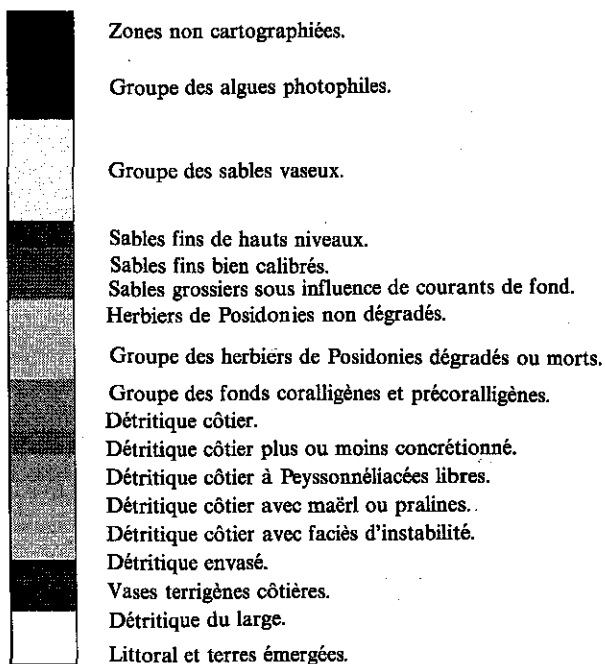 Zones non cartographiées.
Groupe des algues photophiles.
Groupe des sables vaseux.
Sables fins de hauts niveaux.
Sables fins bien calibrés.
Sables grossiers sous influence de courants de fond.
Herbiers de Posidonies non dégradés.
Groupe des herbiers de Posidonies dégradés ou morts.
Groupe des fonds coralligènes et précoralligènes.
Détritique côtier.
Détritique côtier plus ou moins concrétionné.
Détritique côtier à Peyssonnéliacées libres.
Détritique côtier avec maërl ou pralines.
Détritique côtier avec faciès d'instabilité.
Détritique envasé.
Vases terrigènes côtières.
Détritique du large.
Littoral et terres émergées.